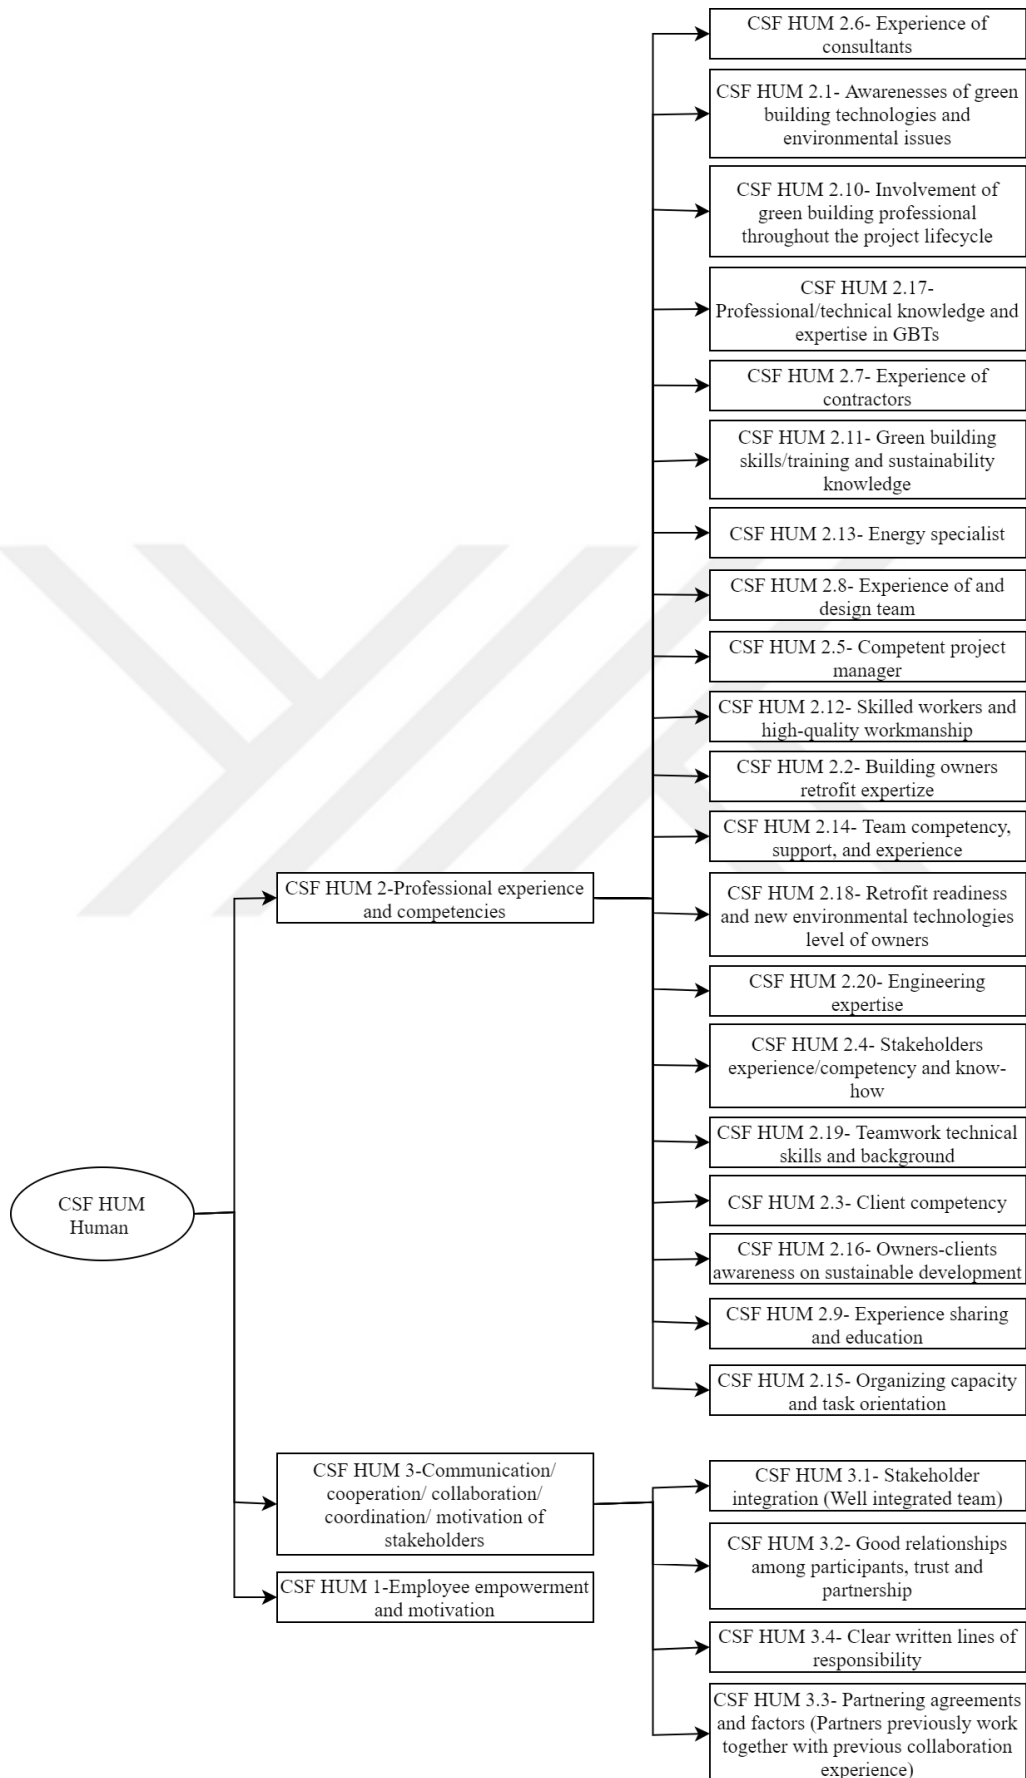 CSF HUM 2.6- Experience of
consultants
CSF HUM 2.1- Awarenesses of green
building technologies and
environmental issues
CSF HUM 2.10- Involvement of
green building professional
throughout the project lifecycle
CSF HUM 2.17-
Professional/technical knowledge and
expertise in GBTs
CSF HUM 2.7- Experience of
contractors
CSF HUM 2.11- Green building
skills/training and sustainability
knowledge
CSF HUM 2.13- Energy specialist
CSF HUM 2.8- Experience of and
design team
CSF HUM 2.5- Competent project
manager
CSF HUM 2.12- Skilled workers and
high-quality workmanship
CSF HUM 2.2- Building owners
retrofit expertize
CSF HUM 2.14- Team competency,
support, and experience
CSF HUM 2-Professional experience
and competencies
CSF HUM 2.18- Retrofit readiness
and new environmental technologies
level of owners
CSF HUM 2.20- Engineering
expertise
CSF HUM 2.4- Stakeholders
experience/competency and know-
how
CSF HUM 2.19- Teamwork technical
skills and background
CSF HUM
Human
CSF HUM 2.3- Client competency
CSF HUM 2.16- Owners-clients
awareness on sustainable development
CSF HUM 2.9- Experience sharing
and education
CSF HUM 2.15- Organizing capacity
and task orientation
CSF HUM 3-Communication/
cooperation/ collaboration/
coordination/ motivation of
stakeholders
CSF HUM 3.1- Stakeholder
integration (Well integrated team)
CSF HUM 3.2- Good relationships
among participants, trust and
partnership
CSF HUM 1-Employee empowerment
and motivation
CSF HUM 3.4- Clear written lines of
responsibility
CSF HUM 3.3- Partnering agreements
and factors (Partners previously work
together with previous collaboration
experience)